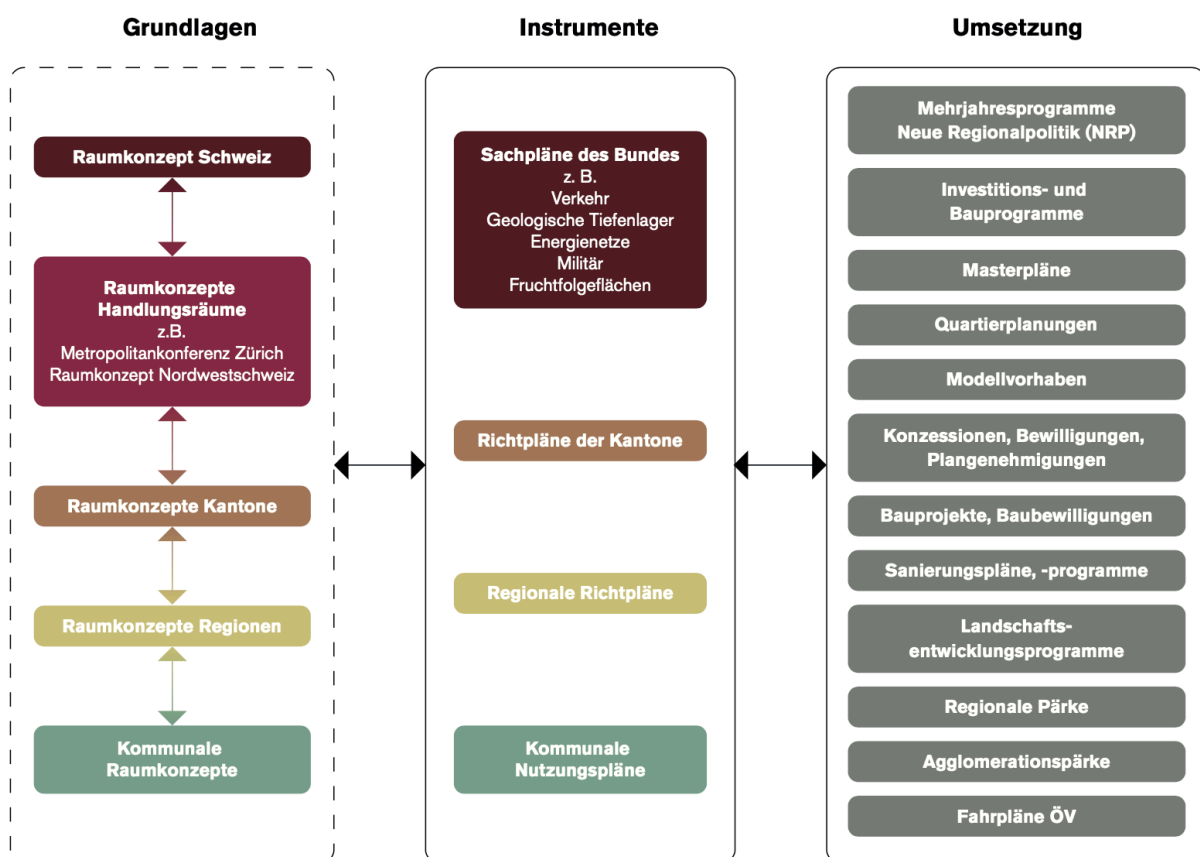 Grundlagen
Raumkonzept Schweiz
Raumkonzepte
Handlungsräume
z.B.
Metropolitankonferenz Zürich
Raumkonzept Nordwestschweiz
Raumkonzepte Kantone
Raumkonzepte Regionen
Kommunale
Raumkonzepte
Instrumente
Sachpläne des Bundes
z. B.
Verkehr
Geologische Tiefenlager
Energienetze
Militär
Fruchtfolgeflächen
Richtpläne der Kantone
Regionale Richtpläne
Kommunale
Nutzungspläne
Umsetzung
Mehrjahresprogramme
Neue Regionalpolitik (NRP)
Investitions- und
Bauprogramme
Masterpläne
Quartierplanungen
Modellvorhaben
Konzessionen, Bewilligungen,
Plangenehmigungen
Bauprojekte, Baubewilligungen
Sanierungspläne, -programme
Landschafts-
entwicklungsprogramme
Regionale Pärke
Agglomerationspärke
Fahrpläne ÖV